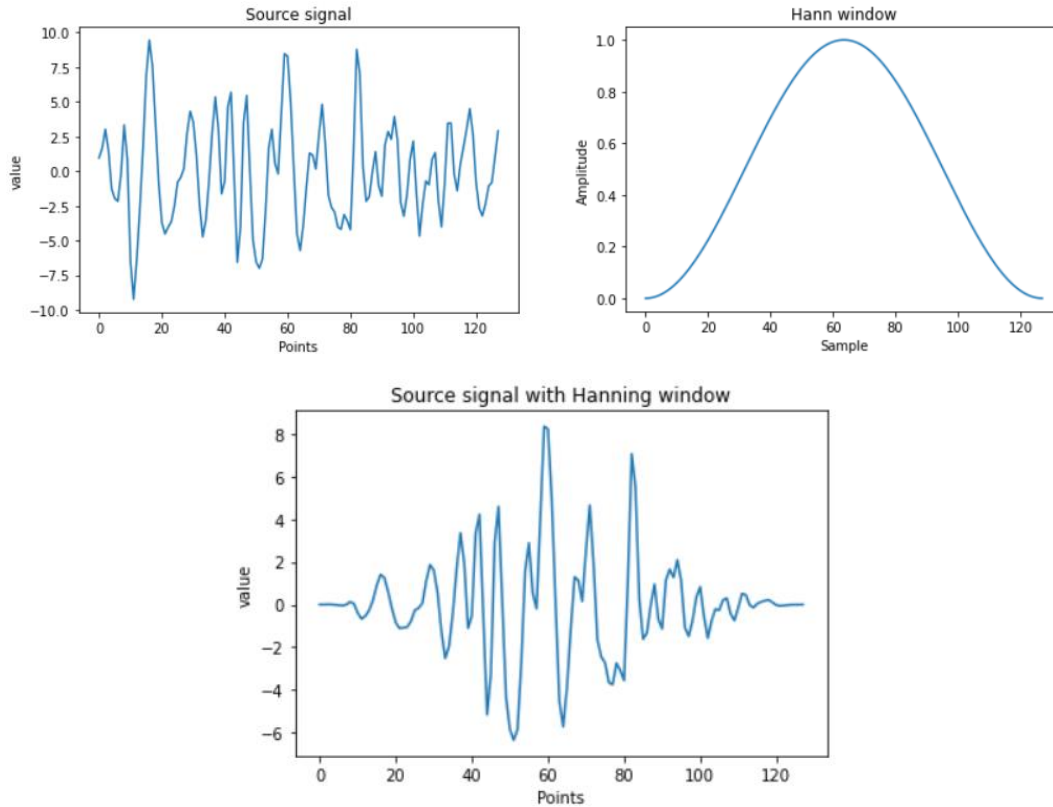 Source signal
10.0
7.5
5.0
2.5
0.0
−2.5
−5.0
−7.5
−10.0
value
0 20 40 60 80 100 120
Points
Hann window
1.0
0.8
0.6
0.4
0.2
0.0
Amplitude
0 20 40 60 80 100 120
Sample
Source signal with Hanning window
8
6
4
2
0
−2
−4
−6
value
0 20 40 60 80 100 120
Points